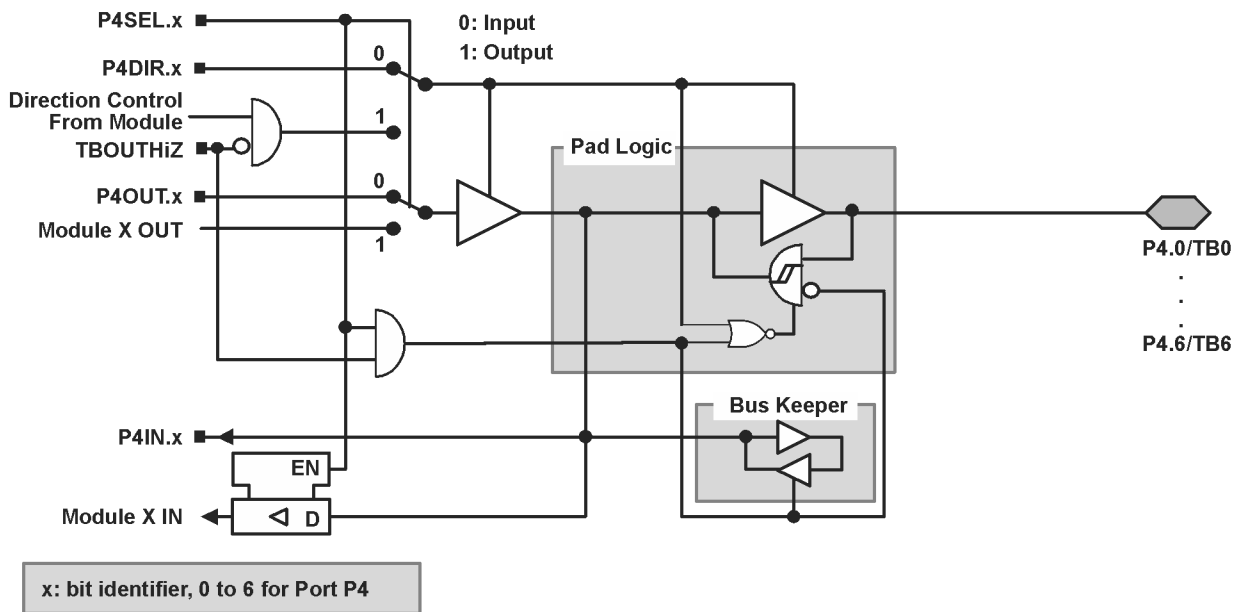 P4SEL.x
0: Input
1: Output
P4DIR.x
0
Direction Control
From Module
1
TBOUTHiZ
Pad Logic
P4OUT.x
0
Module X OUT
1
P4.0/TB0
.
.
.
P4.6/TB6
Bus Keeper
P4IN.x
EN
Module X IN
D
x: bit identifier, 0 to 6 for Port P4